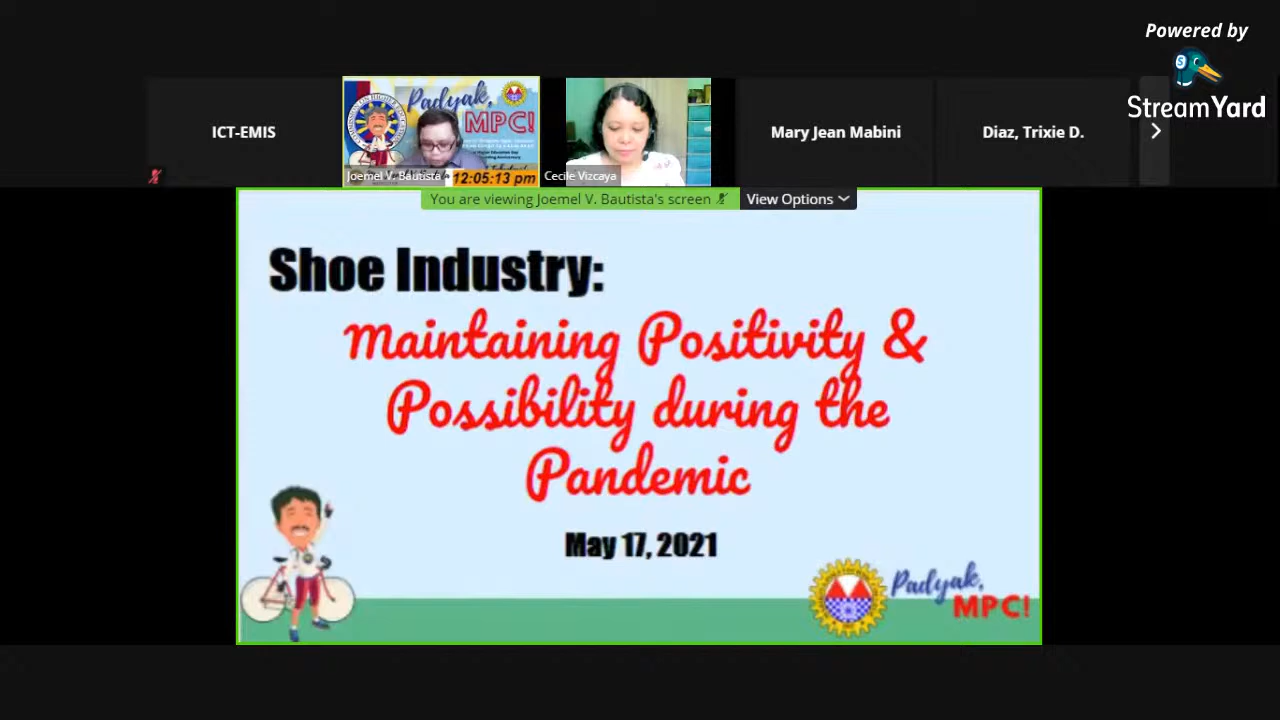 Powered by
StreamYard
ICT-EMIS
Padyak,
MPC!
Joemel V. Bautista
12:05:13 pm
Cecile Vizcaya
Mary Jean Mabini
Diaz, Trixie D.
You are viewing Joemel V. Bautista's screen
View Options
Shoe Industry:
Maintaining Positivity &
Possibility during the
Pandemic
May 17, 2021
Padyak,
MPC!